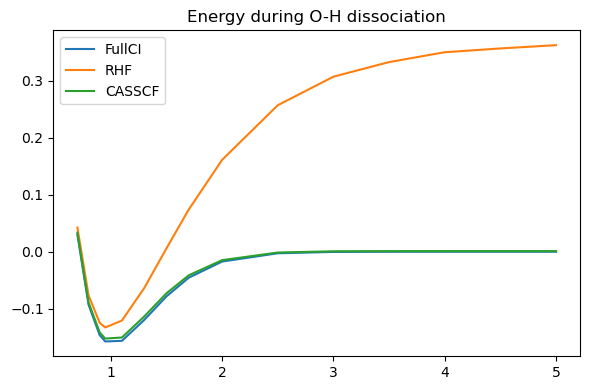 Energy during O-H dissociation
FullCI
RHF
CASSCF
0.3
0.2
0.1
0.0
−0.1
1 2 3 4 5